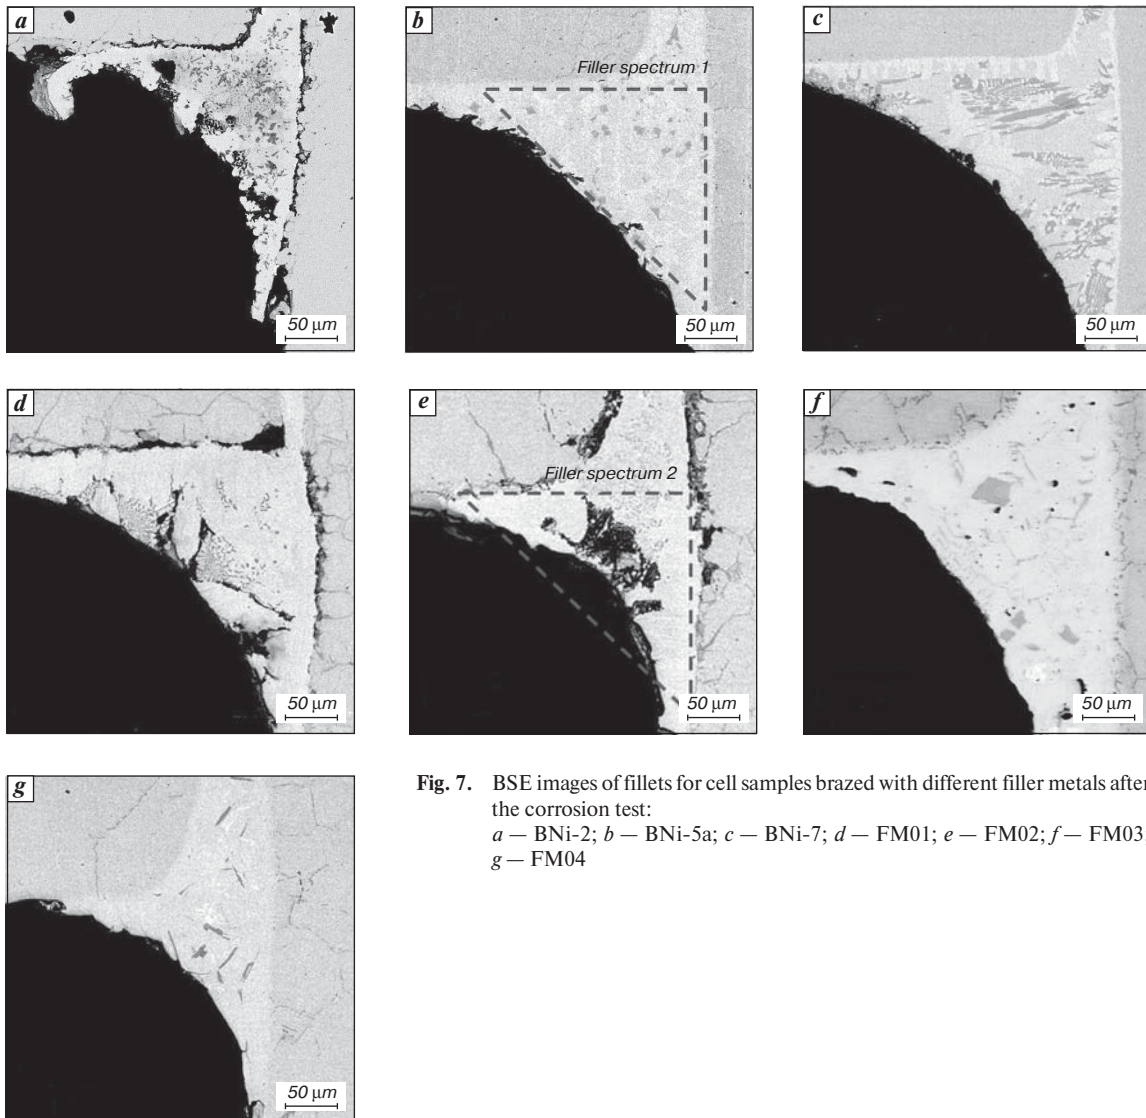 a
b
c
Filler spectrum 1
50 µm
50 µm
50 µm
d
e
f
Filler spectrum 2
50 µm
50 µm
50 µm
g
50 µm
Fig. 7. BSE images of fillets for cell samples brazed with different filler metals after
the corrosion test:
a — BNi-2; b — BNi-5a; c — BNi-7; d — FM01; e — FM02; f — FM03
g — FM04